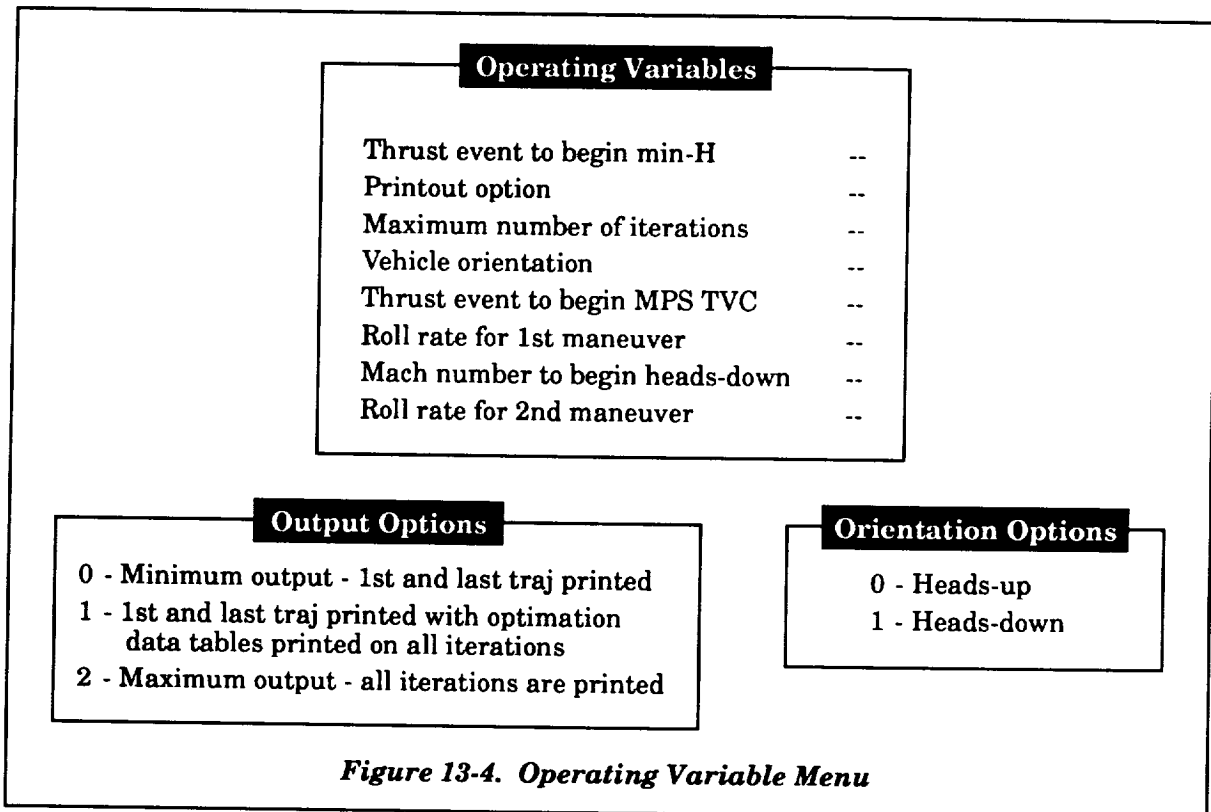 Operating Variables
Thrust event to begin min-H --
Printout option --
Maximum number of iterations --
Vehicle orientation --
Thrust event to begin MPS TVC --
Roll rate for 1st maneuver --
Mach number to begin heads-down --
Roll rate for 2nd maneuver --
Output Options
0 - Minimum output - 1st and last traj printed
1 - 1st and last traj printed with optimation
data tables printed on all iterations
2 - Maximum output - all iterations are printed
Orientation Options
0 - Heads-up
1 - Heads-down
Figure 13-4. Operating Variable Menu